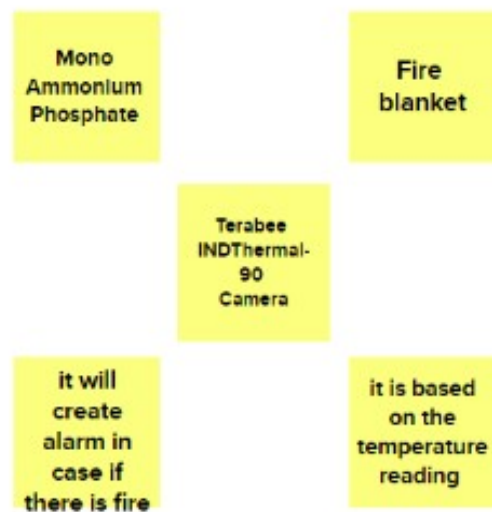 Mono
Ammonium
Phosphate
Fire
blanket
Terabee
INDThermal-
90
Camera
it will
create
alarm in
case if
there is fire
it is based
on the
temperature
reading